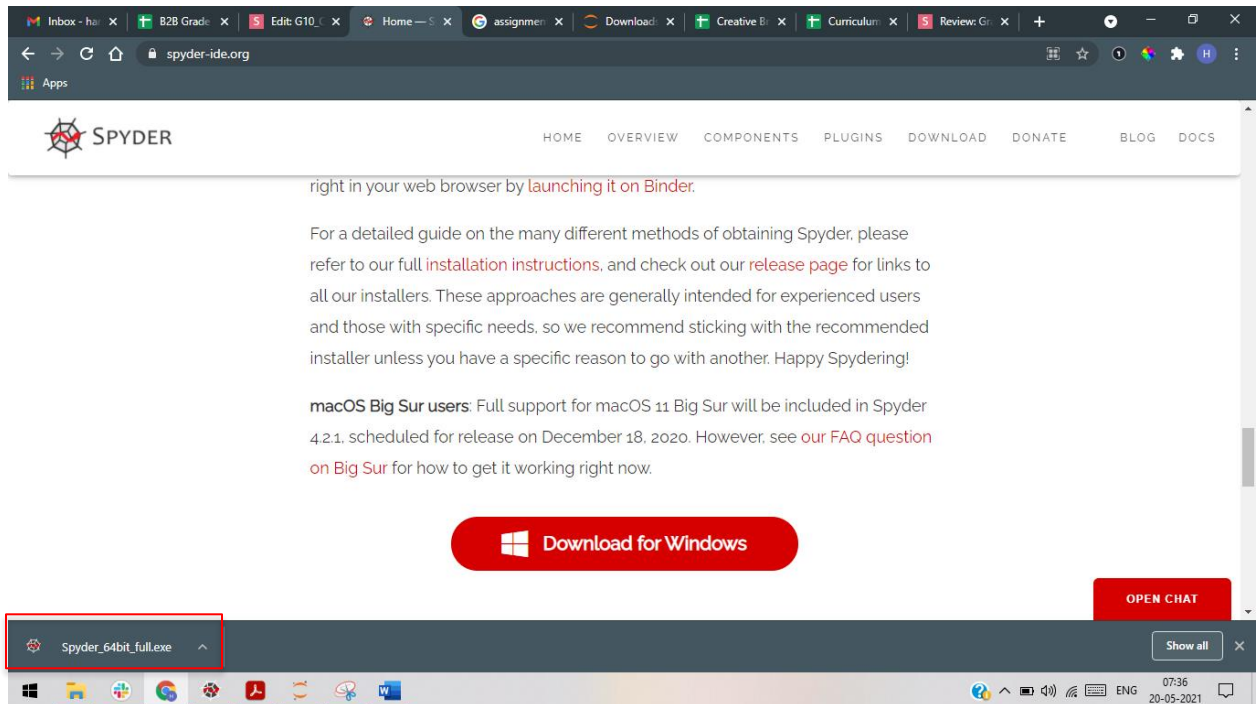 Inbox - ha
B2B Grade
Edit: G10_
Home — S
assignmen
Download
Creative B
Curriculum
Review: Gr
spyder-ide.org
H
Apps
SPYDER
HOME OVERVIEW COMPONENTS PLUGINS DOWNLOAD DONATE BLOG DOCS
right in your web browser by launching it on Binder.
For a detailed guide on the many different methods of obtaining Spyder, please
refer to our full installation instructions, and check out our release page for links to
all our installers. These approaches are generally intended for experienced users
and those with specific needs, so we recommend sticking with the recommended
installer unless you have a specific reason to go with another. Happy Spydering!
macOS Big Sur users: Full support for macOS 11 Big Sur will be included in Spyder
4.2.1, scheduled for release on December 18, 2020. However, see our FAQ question
on Big Sur for how to get it working right now.
Download for Windows
OPEN CHAT
Spyder_64bit_full.exe
Show all
ENG
07:36
20-05-2021